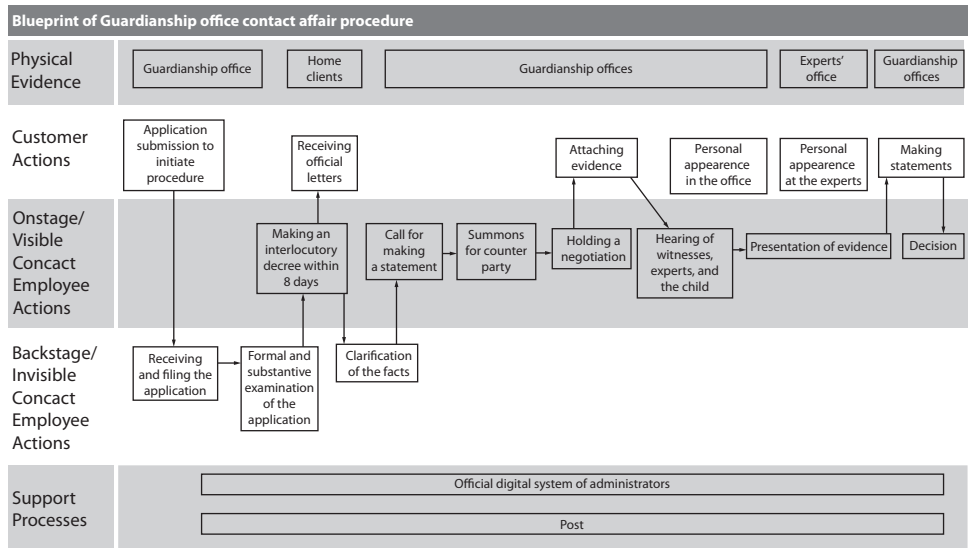 Blueprint of Guardianship office contact affair procedure
Physical
Evidence
Guardianship office
Home
clients
Guardianship offices
Experts'
office
Guardianship
offices
Customer
Actions
Application
submission to
initiate
procedure
Receiving
official
letters
Attaching
evidence
Personal
appearence
in the office
Personal
appearence
at the experts
Making
statements
Onstage/
Visible
Concact
Employee
Actions
Making an
interlocutory
decree within
8 days
Call for
making
a statement
Summons
for counter
party
Holding a
negotiation
Hearing of
witnesses,
experts, and
the child
Presentation of evidence
Decision
Backstage/
Invisible
Concact
Employee
Actions
Receiving
and filing the
application
Formal and
substantive
examination
of the
application
Clarification
of the facts
Support
Processes
Official digital system of administrators
Post